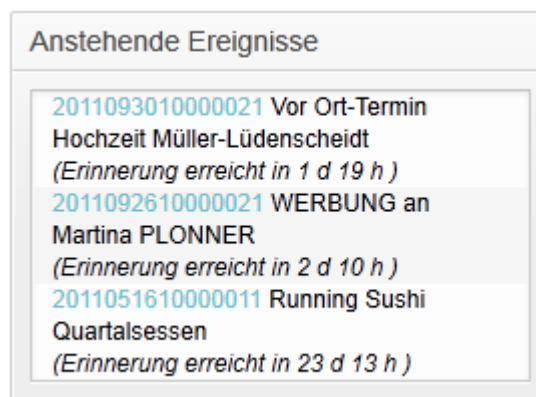 Anstehende Ereignisse
2011093010000021 Vor Ort-Termin
Hochzeit Müller-Lüdenscheidt
(Erinnerung erreicht in 1 d 19 h )
2011092610000021 WERBUNG an
Martina PLONNER
(Erinnerung erreicht in 2 d 10 h )
2011051610000011 Running Sushi
Quartalsessen
(Erinnerung erreicht in 23 d 13 h )